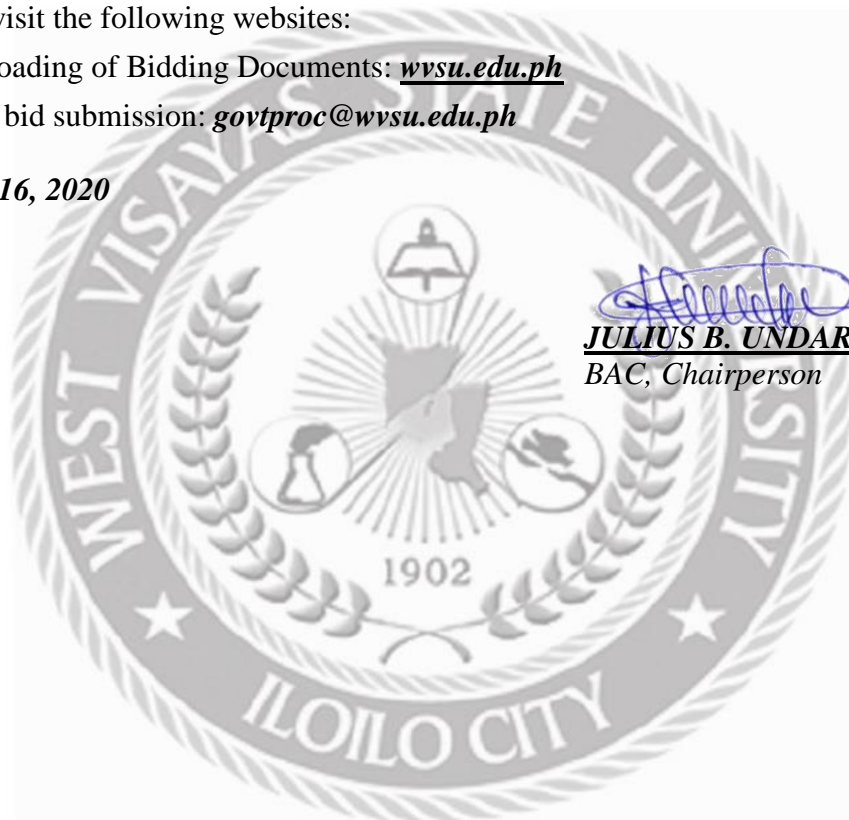 visit the following websites:
oading of Bidding Documents: wvsu.edu.ph
bid submission: govtproc@wvsu.edu.ph
16, 2020
JULIUS B. UNDAR
BAC, Chairperson
WEST VISAYAS STATE UNIVERSITY
1902
ILOILO CITY